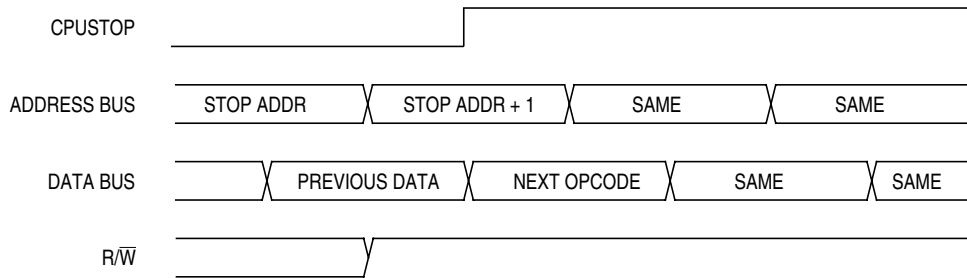 CPUSTOP
ADDRESS BUS STOP ADDR STOP ADDR + 1 SAME SAME
DATA BUS PREVIOUS DATA NEXT OPCODE SAME SAME
R/W̅